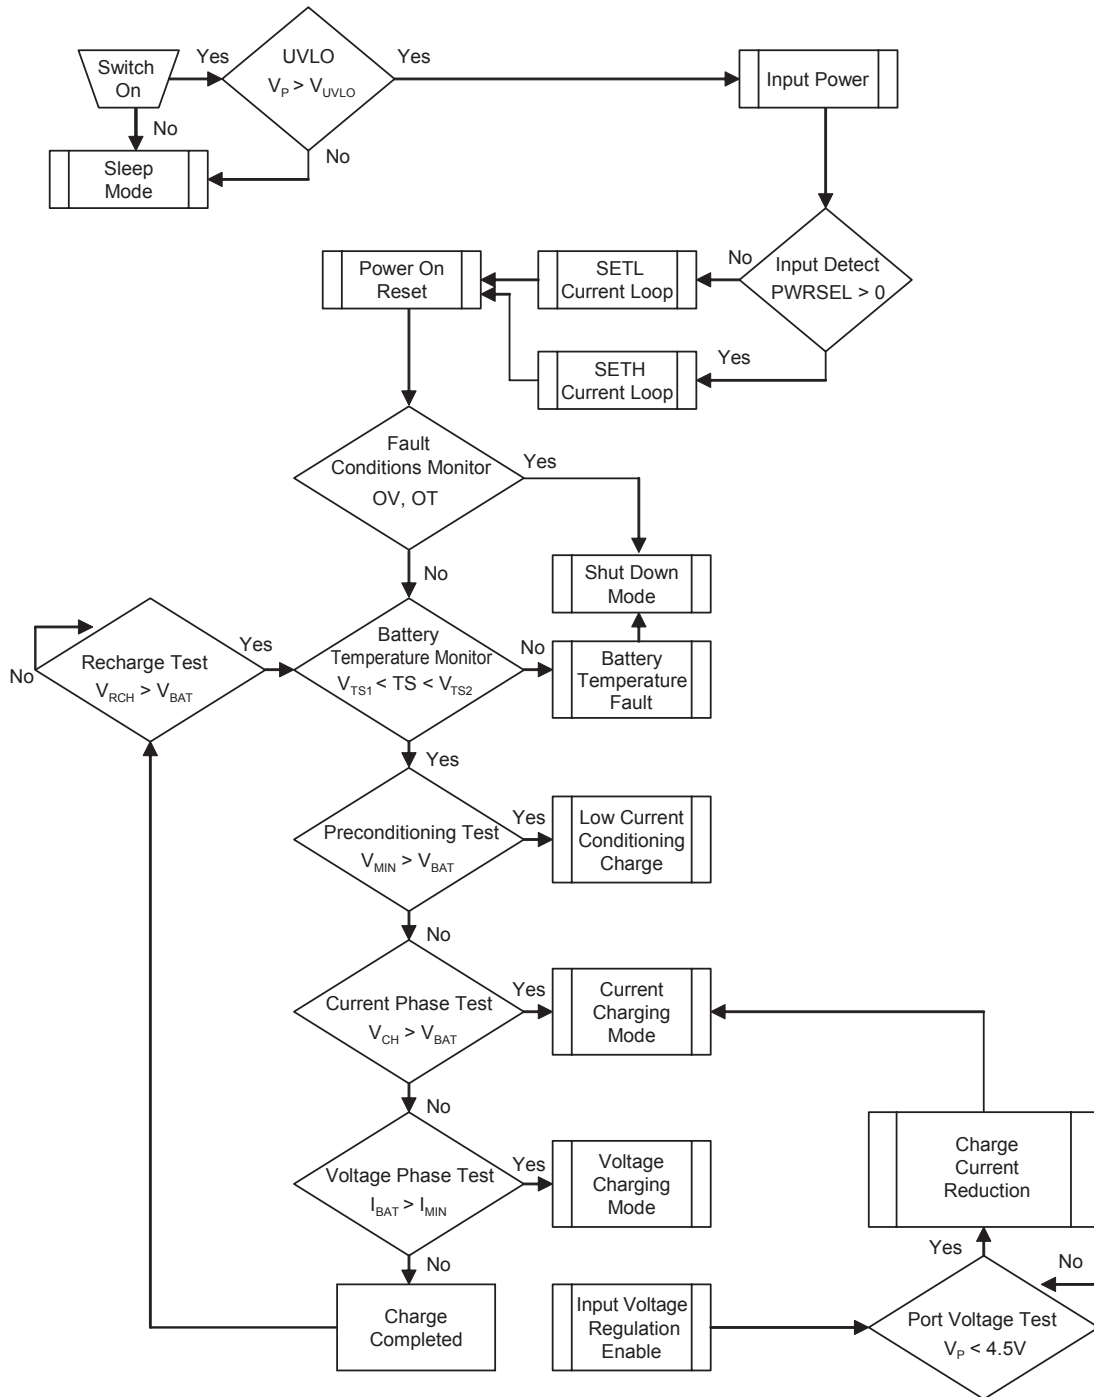 Switch
On
Yes
UVLO
V_P > V_UVLO
Yes
Input Power
No
No
Sleep
Mode
Power On
Reset
SETL
Current Loop
No
Input Detect
PWRSEL > 0
SETH
Current Loop
Yes
Fault
Conditions Monitor
OV, OT
Yes
No
Shut Down
Mode
Recharge Test
V_RCH > V_BAT
No
Yes
Battery
Temperature Monitor
V_TS1 < TS < V_TS2
No
Battery
Temperature
Fault
Yes
Preconditioning Test
V_MIN > V_BAT
Yes
Low Current
Conditioning
Charge
No
Current Phase Test
V_CH > V_BAT
Yes
Current
Charging
Mode
No
Voltage Phase Test
I_BAT > I_MIN
Yes
Voltage
Charging
Mode
Charge
Current
Reduction
No
Yes
No
Charge
Completed
Input Voltage
Regulation
Enable
Port Voltage Test
V_P < 4.5V